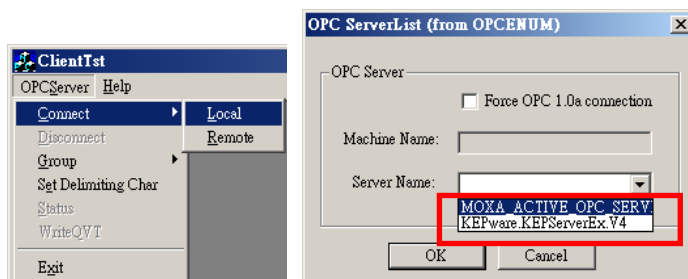 ClientTst
OPCServer Help
Connect
Local
Disconnect
Remote
Group
Set Delimiting Char
Status
WriteQVT
Exit
OPC ServerList (from OPCENUM)
OPC Server
Force OPC 1.0a connection
Machine Name:
Server Name:
MOXA_ACTIVE_OPC_SERV
KEPware.KEPServerEx.V4
OK Cancel